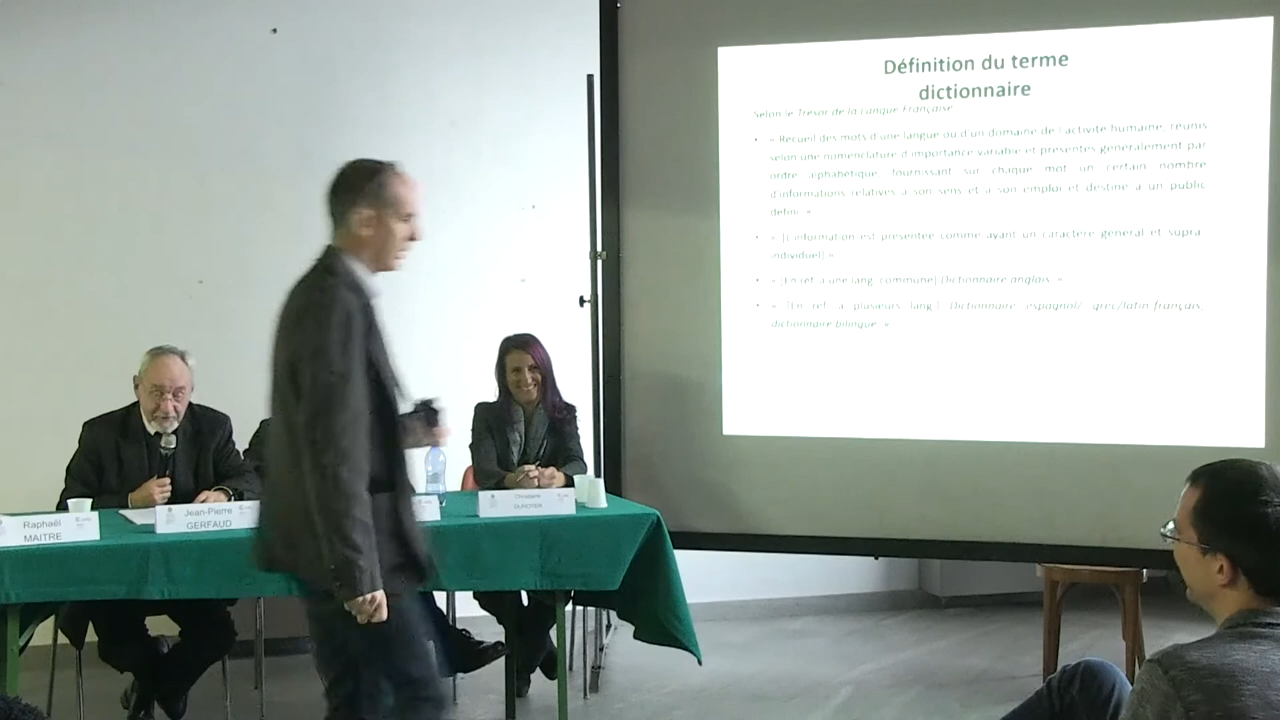 Définition du terme
dictionnaire
Selon le Trésor de la Langue Française
• « Recueil des mots d'une langue ou d'un domaine de l'activité humaine, réunis
selon une nomenclature d'importance variable et présentés généralement par
ordre alphabétique, fournissant sur chaque mot un certain nombre
d'informations relatives à son sens et à son emploi et destiné à un public
défini. »
• « [L'information est présentée comme ayant un caractère général et supra
individuel] »
• « [En réf. à une lang. commune] Dictionnaire anglais. »
• « [En réf. à plusieurs lang.] Dictionnaire espagnol/ grec/latin-français,
dictionnaire bilingue. »
Raphaël
MAITRE
Jean-Pierre
GERFAUD
Christiane